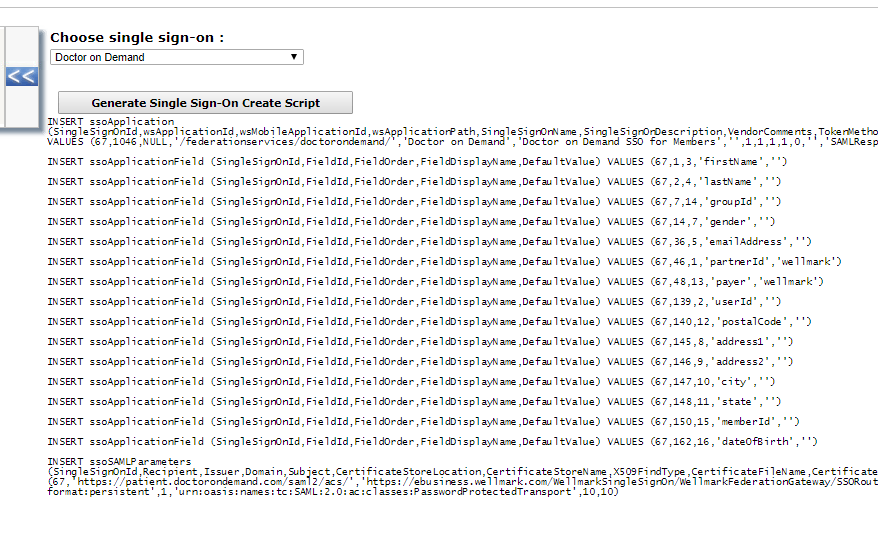 Choose single sign-on :
<<
Doctor on Demand
Generate Single Sign-On Create Script
INSERT ssoApplication
(SingleSignOnId,wsApplicationId,wsMobileApplicationId,wsApplicationPath,SingleSignOnName,SingleSignOnDescription,VendorComments,TokenMetho
VALUES (67,1046,NULL,'/federationservices/doctorondemand/','Doctor on Demand','Doctor on Demand SSO for Members','',1,1,1,1,0,'','SAMLResp
INSERT ssoApplicationField (SingleSignOnId,FieldId,FieldOrder,FieldDisplayName,DefaultValue) VALUES (67,1,3,'firstName','')
INSERT ssoApplicationField (SingleSignOnId,FieldId,FieldOrder,FieldDisplayName,DefaultValue) VALUES (67,2,4,'lastName','')
INSERT ssoApplicationField (SingleSignOnId,FieldId,FieldOrder,FieldDisplayName,DefaultValue) VALUES (67,7,14,'groupId','')
INSERT ssoApplicationField (SingleSignOnId,FieldId,FieldOrder,FieldDisplayName,DefaultValue) VALUES (67,14,7,'gender','')
INSERT ssoApplicationField (SingleSignOnId,FieldId,FieldOrder,FieldDisplayName,DefaultValue) VALUES (67,36,5,'emailAddress','')
INSERT ssoApplicationField (SingleSignOnId,FieldId,FieldOrder,FieldDisplayName,DefaultValue) VALUES (67,46,1,'partnerId','wellmark')
INSERT ssoApplicationField (SingleSignOnId,FieldId,FieldOrder,FieldDisplayName,DefaultValue) VALUES (67,48,13,'payer','wellmark')
INSERT ssoApplicationField (SingleSignOnId,FieldId,FieldOrder,FieldDisplayName,DefaultValue) VALUES (67,139,2,'userId','')
INSERT ssoApplicationField (SingleSignOnId,FieldId,FieldOrder,FieldDisplayName,DefaultValue) VALUES (67,140,12,'postalCode','')
INSERT ssoApplicationField (SingleSignOnId,FieldId,FieldOrder,FieldDisplayName,DefaultValue) VALUES (67,145,8,'address1','')
INSERT ssoApplicationField (SingleSignOnId,FieldId,FieldOrder,FieldDisplayName,DefaultValue) VALUES (67,146,9,'address2','')
INSERT ssoApplicationField (SingleSignOnId,FieldId,FieldOrder,FieldDisplayName,DefaultValue) VALUES (67,147,10,'city','')
INSERT ssoApplicationField (SingleSignOnId,FieldId,FieldOrder,FieldDisplayName,DefaultValue) VALUES (67,148,11,'state','')
INSERT ssoApplicationField (SingleSignOnId,FieldId,FieldOrder,FieldDisplayName,DefaultValue) VALUES (67,150,15,'memberId','')
INSERT ssoApplicationField (SingleSignOnId,FieldId,FieldOrder,FieldDisplayName,DefaultValue) VALUES (67,162,16,'dateOfBirth','')
INSERT ssoSAMLParameters
(SingleSignOnId,Recipient,Issuer,Domain,Subject,CertificateStoreLocation,CertificateStoreName,X509FindType,CertificateFileName,Certificate
(67,'https://patient.doctorondemand.com/saml2/acs/','https://ebusiness.wellmark.com/WellmarkSingleSignOn/WellmarkFederationGateway/SSORout
format:persistent',1,'urn:oasis:names:tc:SAML:2.0:ac:classes:PasswordProtectedTransport',10,10)